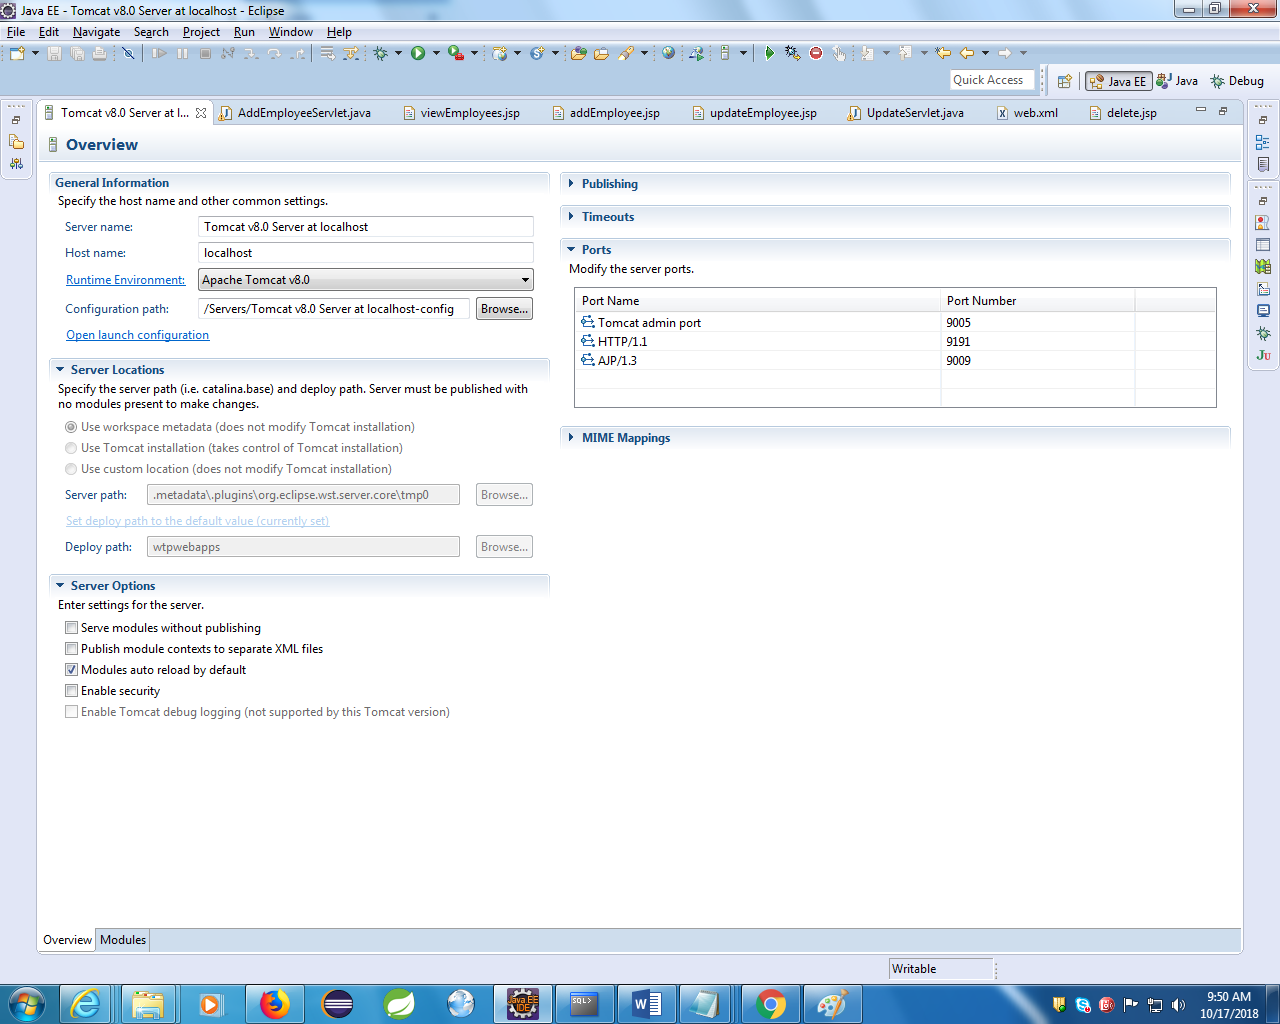 Java EE - Tomcat v8.0 Server at localhost - Eclipse
File Edit Navigate Search Project Run Window Help
Quick Access Java EE Java Debug
Tomcat v8.0 Server at l... AddEmployeeServlet.java viewEmployees.jsp addEmployee.jsp updateEmployee.jsp UpdateServlet.java web.xml delete.jsp
Overview
General Information
Specify the host name and other common settings.
Server name: Tomcat v8.0 Server at localhost
Host name: localhost
Runtime Environment: Apache Tomcat v8.0
Configuration path: /Servers/Tomcat v8.0 Server at localhost-config Browse...
Open launch configuration
Server Locations
Specify the server path (i.e. catalina.base) and deploy path. Server must be published with
no modules present to make changes.
Use workspace metadata (does not modify Tomcat installation)
Use Tomcat installation (takes control of Tomcat installation)
Use custom location (does not modify Tomcat installation)
Server path: .metadata\.plugins\org.eclipse.wst.server.core\tmp0 Browse...
Set deploy path to the default value (currently set)
Deploy path: wtpwebapps Browse...
Server Options
Enter settings for the server.
Serve modules without publishing
Publish module contexts to separate XML files
Modules auto reload by default
Enable security
Enable Tomcat debug logging (not supported by this Tomcat version)
Publishing
Timeouts
Ports
Modify the server ports.
Port Name Port Number
Tomcat admin port 9005
HTTP/1.1 9191
AJP/1.3 9009
MIME Mappings
Ju
Overview Modules
Writable
Java EE
IDE
SQL>
W
9:50 AM
10/17/2018